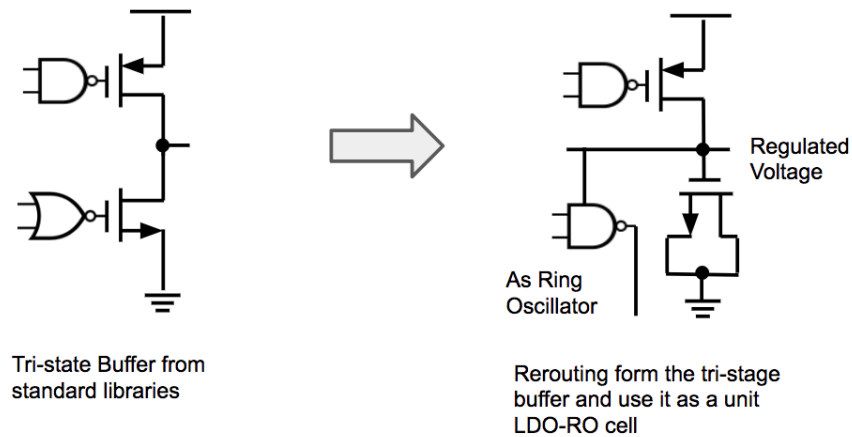 Regulated
Voltage
As Ring
Oscillator
Tri-state Buffer from
standard libraries
Rerouting form the tri-stage
buffer and use it as a unit
LDO-RO cell